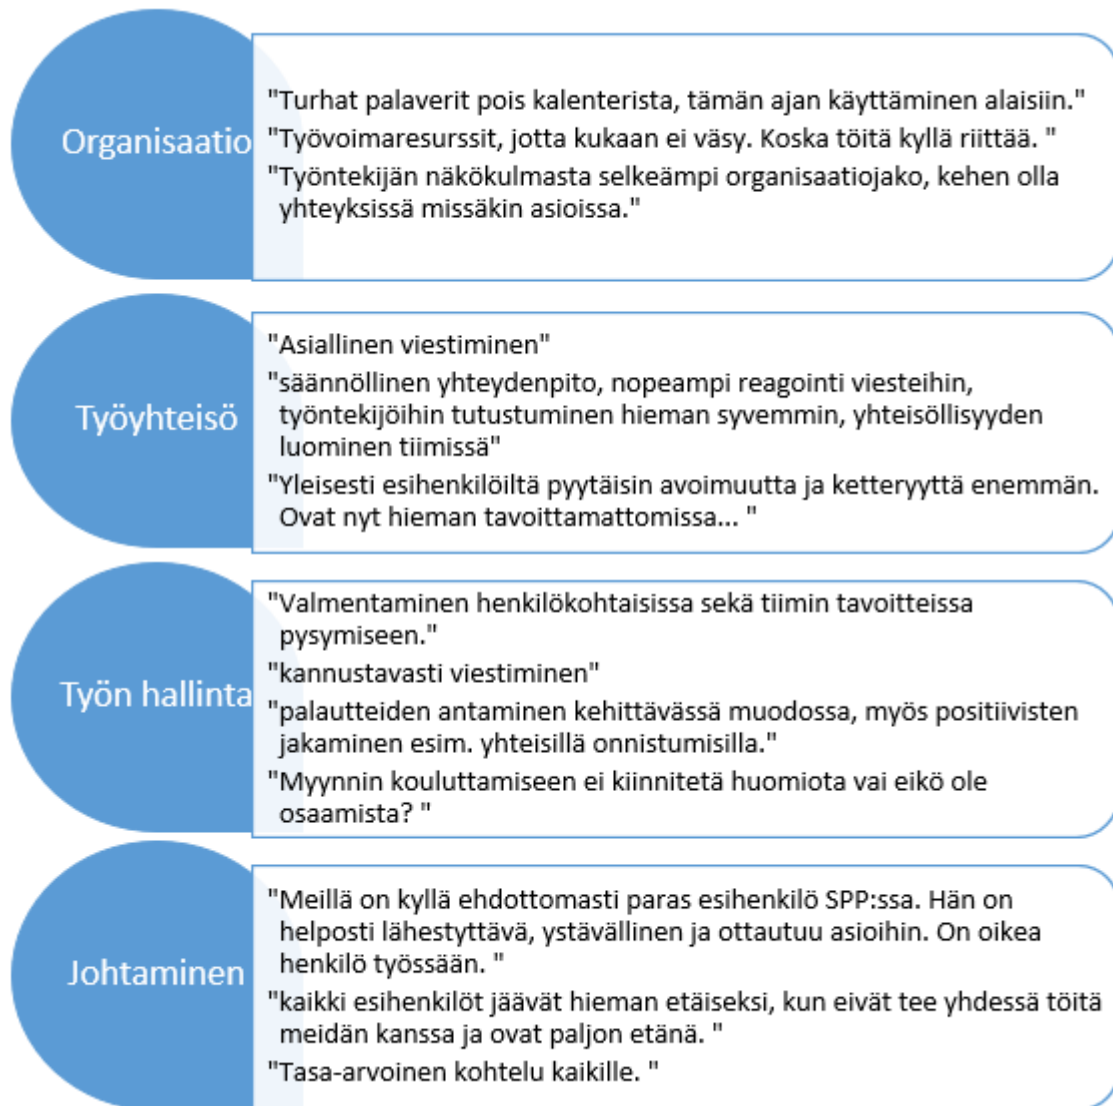 Organisaatio
"Turhat palaverit pois kalenterista, tämän ajan käyttäminen alaisiin."
"Työvoimaresurssit, jotta kukaan ei väsy. Koska töitä kyllä riittää. "
"Työntekijän näkökulmasta selkeämpi organisaatiojako, kehen olla
yhteyksissä missäkin asioissa."
Työyhteisö
"Asiallinen viestiminen"
"säännöllinen yhteydenpito, nopeampi reagointi viesteihin,
työntekijöihin tutustuminen hieman syvemmin, yhteisöllisyyden
luominen tiimissä"
"Yleisesti esihenkilöiltä pyytäisin avoimuutta ja ketteryyttä enemmän.
Ovat nyt hieman tavoittamattomissa... "
Työn hallinta
"Valmentaminen henkilökohtaisissa sekä tiimin tavoitteissa
pysymiseen."
"kannustavasti viestiminen"
"palautteiden antaminen kehittävässä muodossa, myös positiivisten
jakaminen esim. yhteisillä onnistumisilla."
"Myynnin kouluttamiseen ei kiinnitetä huomiota vai eikö ole
osaamista? "
Johtaminen
"Meillä on kyllä ehdottomasti paras esihenkilö SPP:ssa. Hän on
helposti lähestyttävä, ystävällinen ja ottautuu asioihin. On oikea
henkilö työssään. "
"kaikki esihenkilöt jäävät hieman etäiseksi, kun eivät tee yhdessä töitä
meidän kanssa ja ovat paljon etänä. "
"Tasa-arvoinen kohtelu kaikille. "